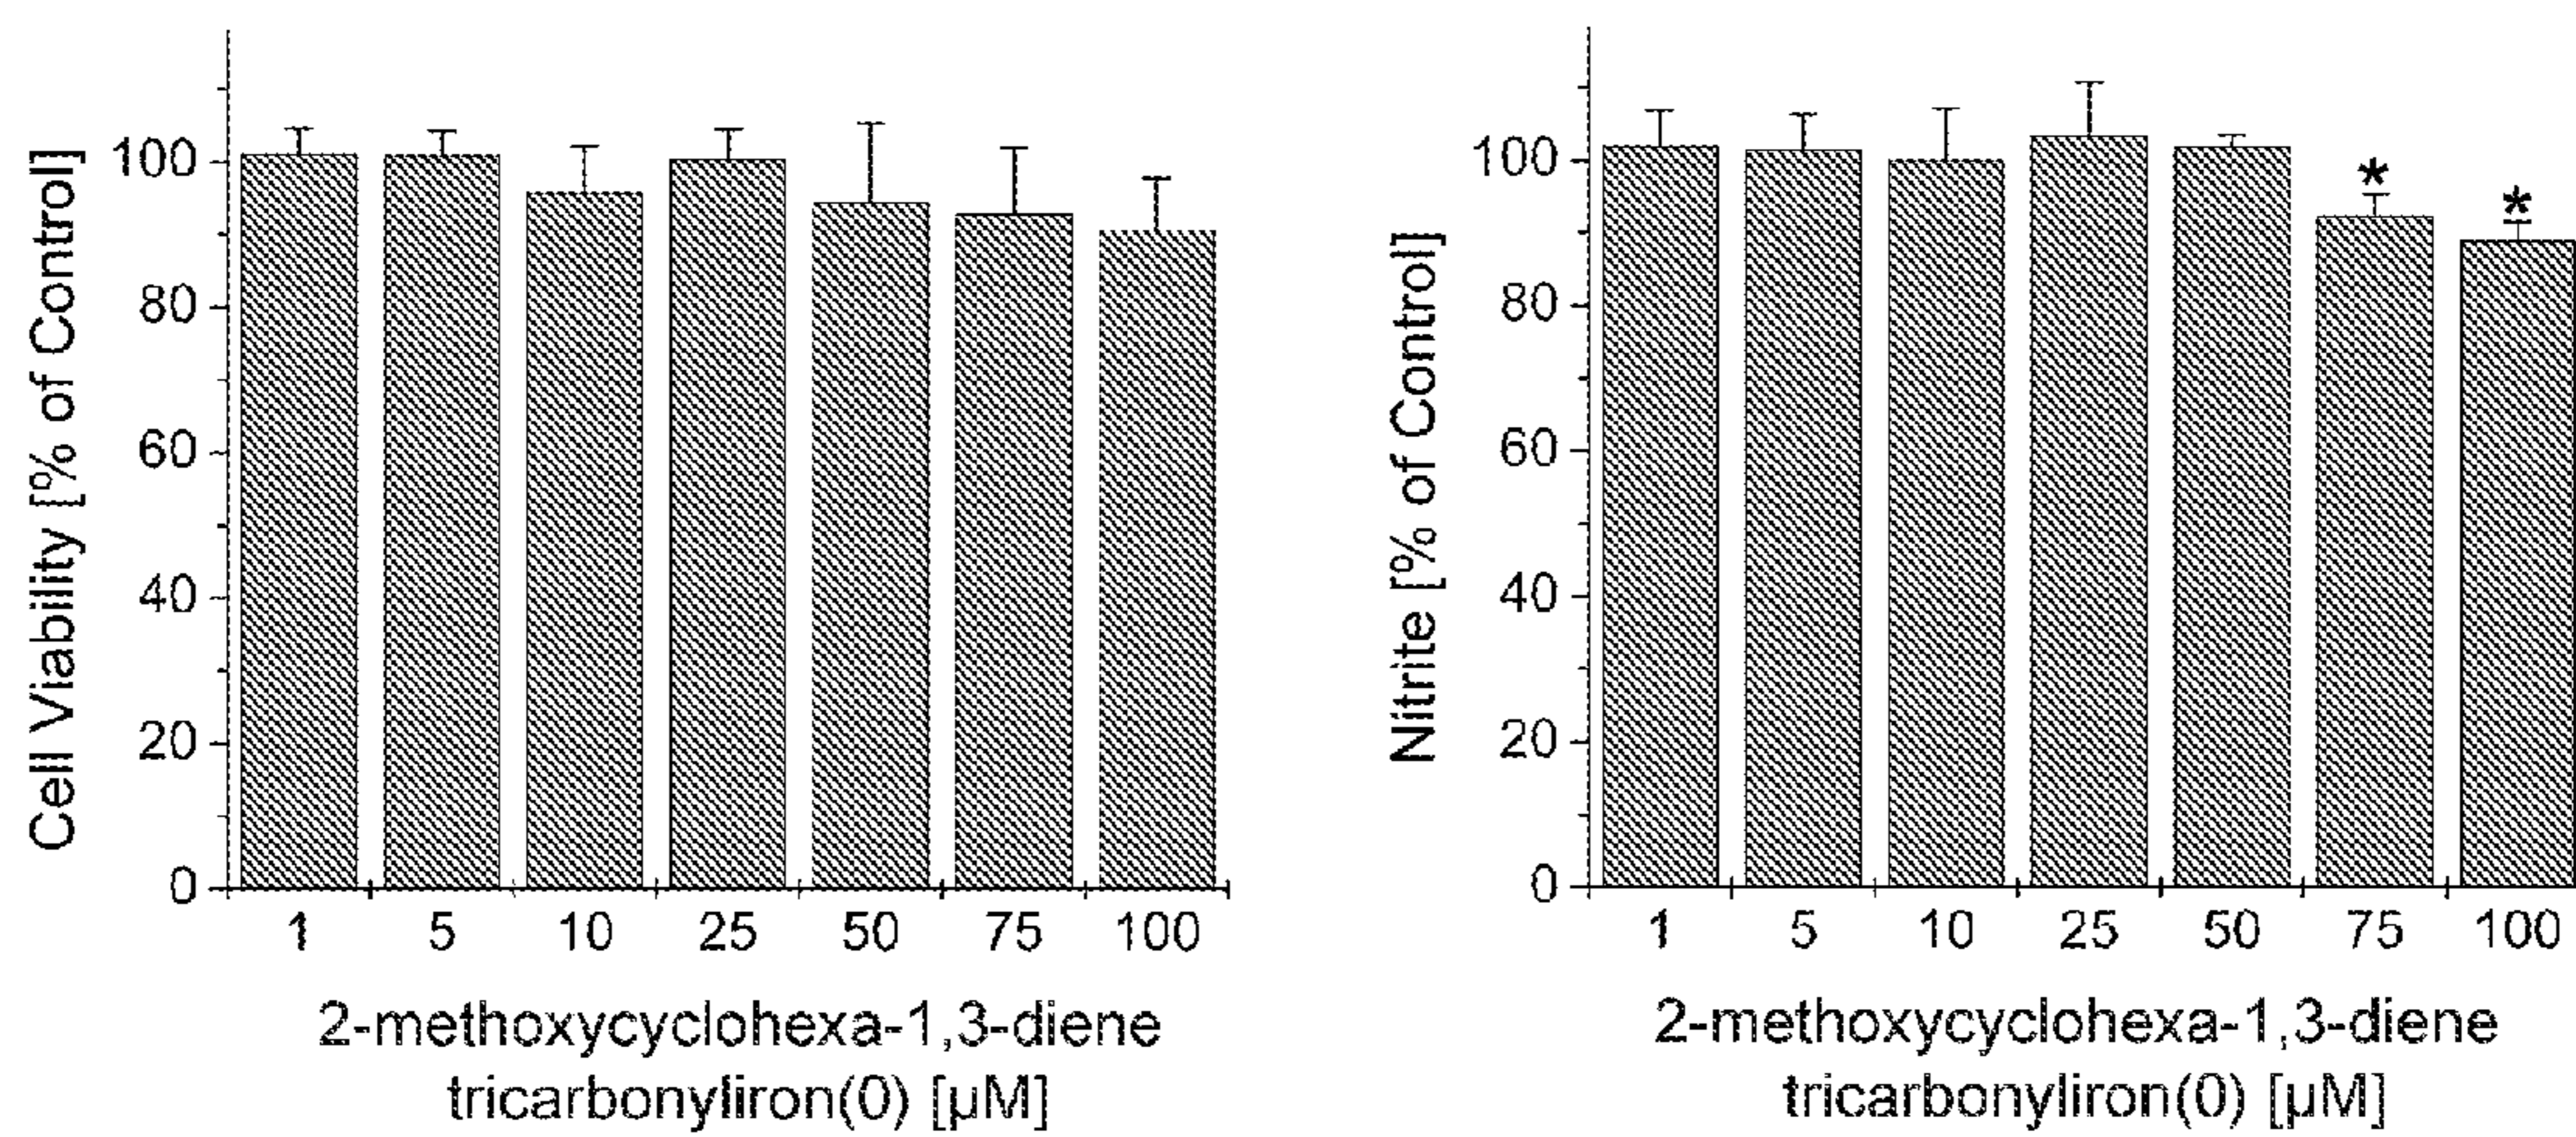 Cell Viability [% of Control]
100
80
60
40
20
0
1 5 10 25 50 75 100
2-methoxycyclohexa-1,3-diene
tricarbonyliron(0) [µM]
Nitrite [% of Control]
100
80
60
40
20
0
* *
1 5 10 25 50 75 100
2-methoxycyclohexa-1,3-diene
tricarbonyliron(0) [µM]